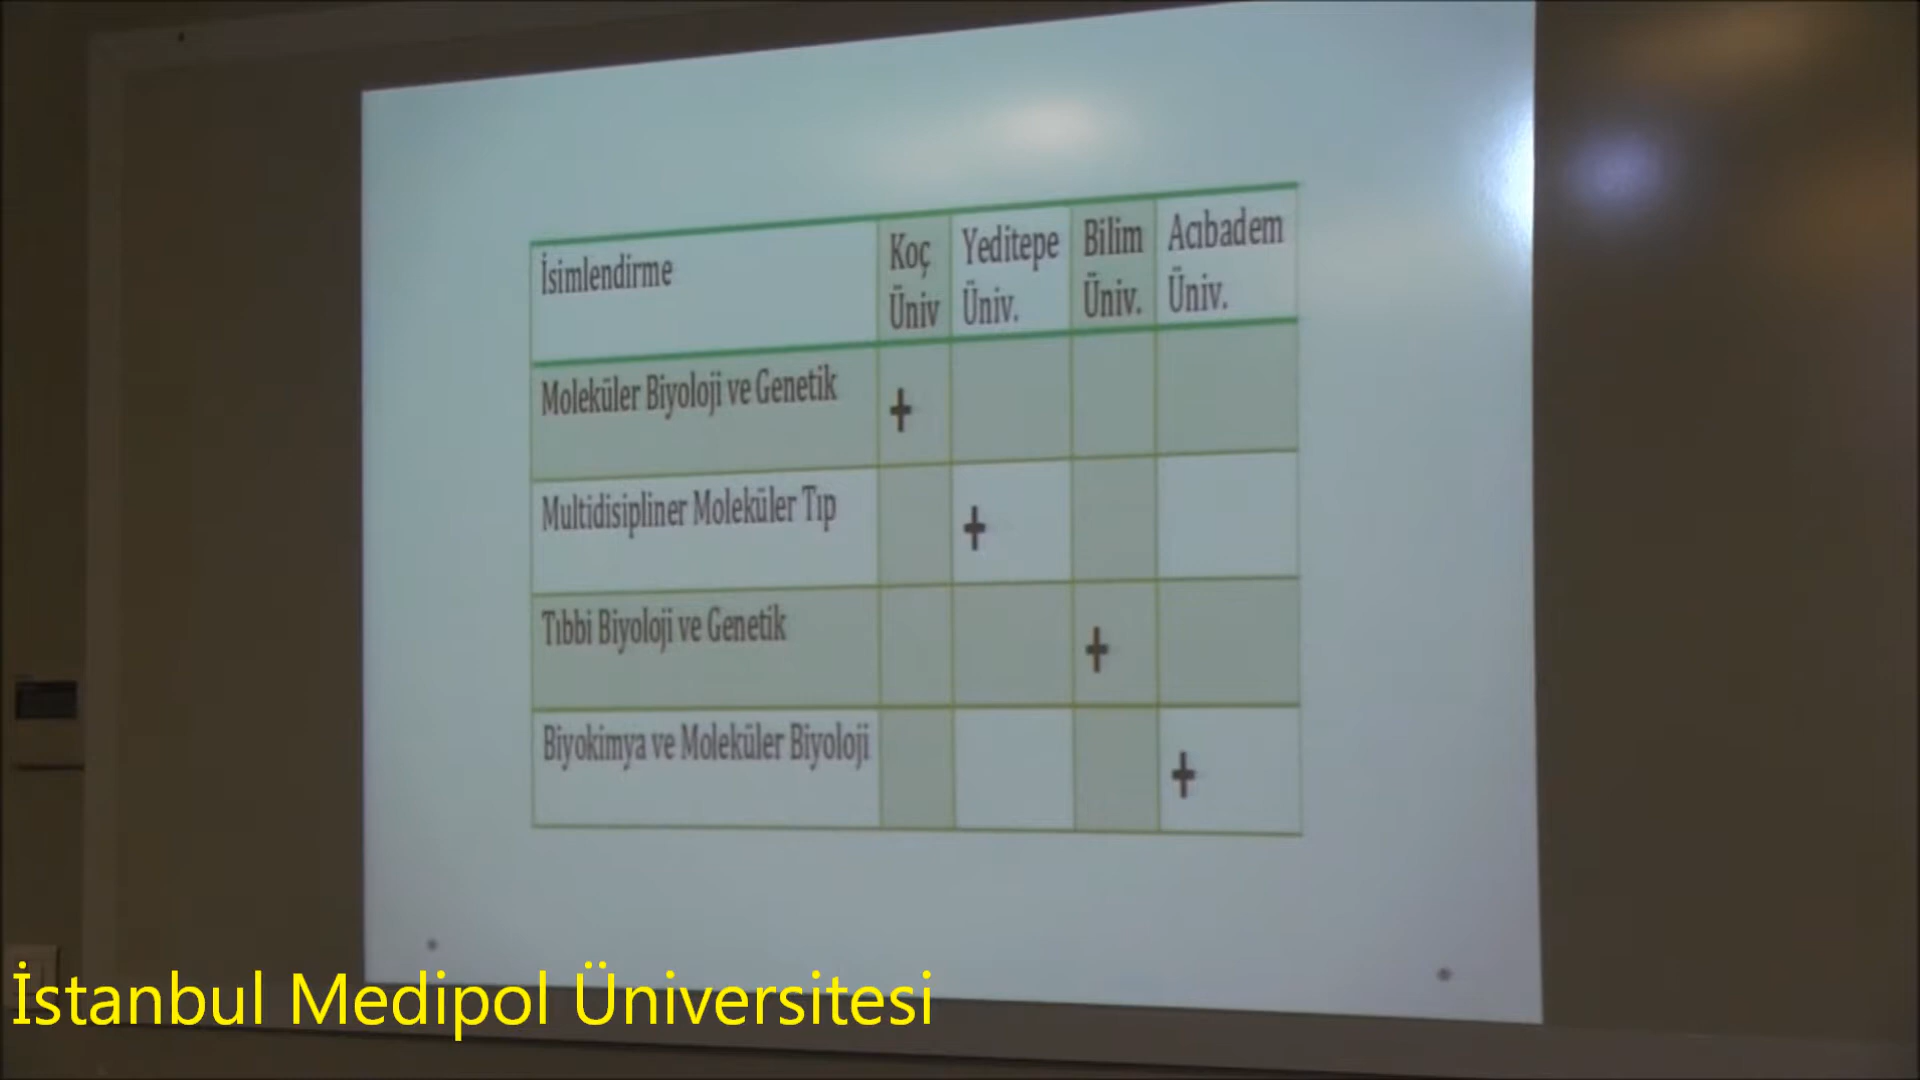 İsimlendirme
Koç
Üniv
Yeditepe
Üniv.
Bilim
Üniv.
Acıbadem
Üniv.
Moleküler Biyoloji ve Genetik
+
Multidisipliner Moleküler Tıp
+
Tıbbi Biyoloji ve Genetik
+
Biyokimya ve Moleküler Biyoloji
+
İstanbul Medipol Üniversitesi